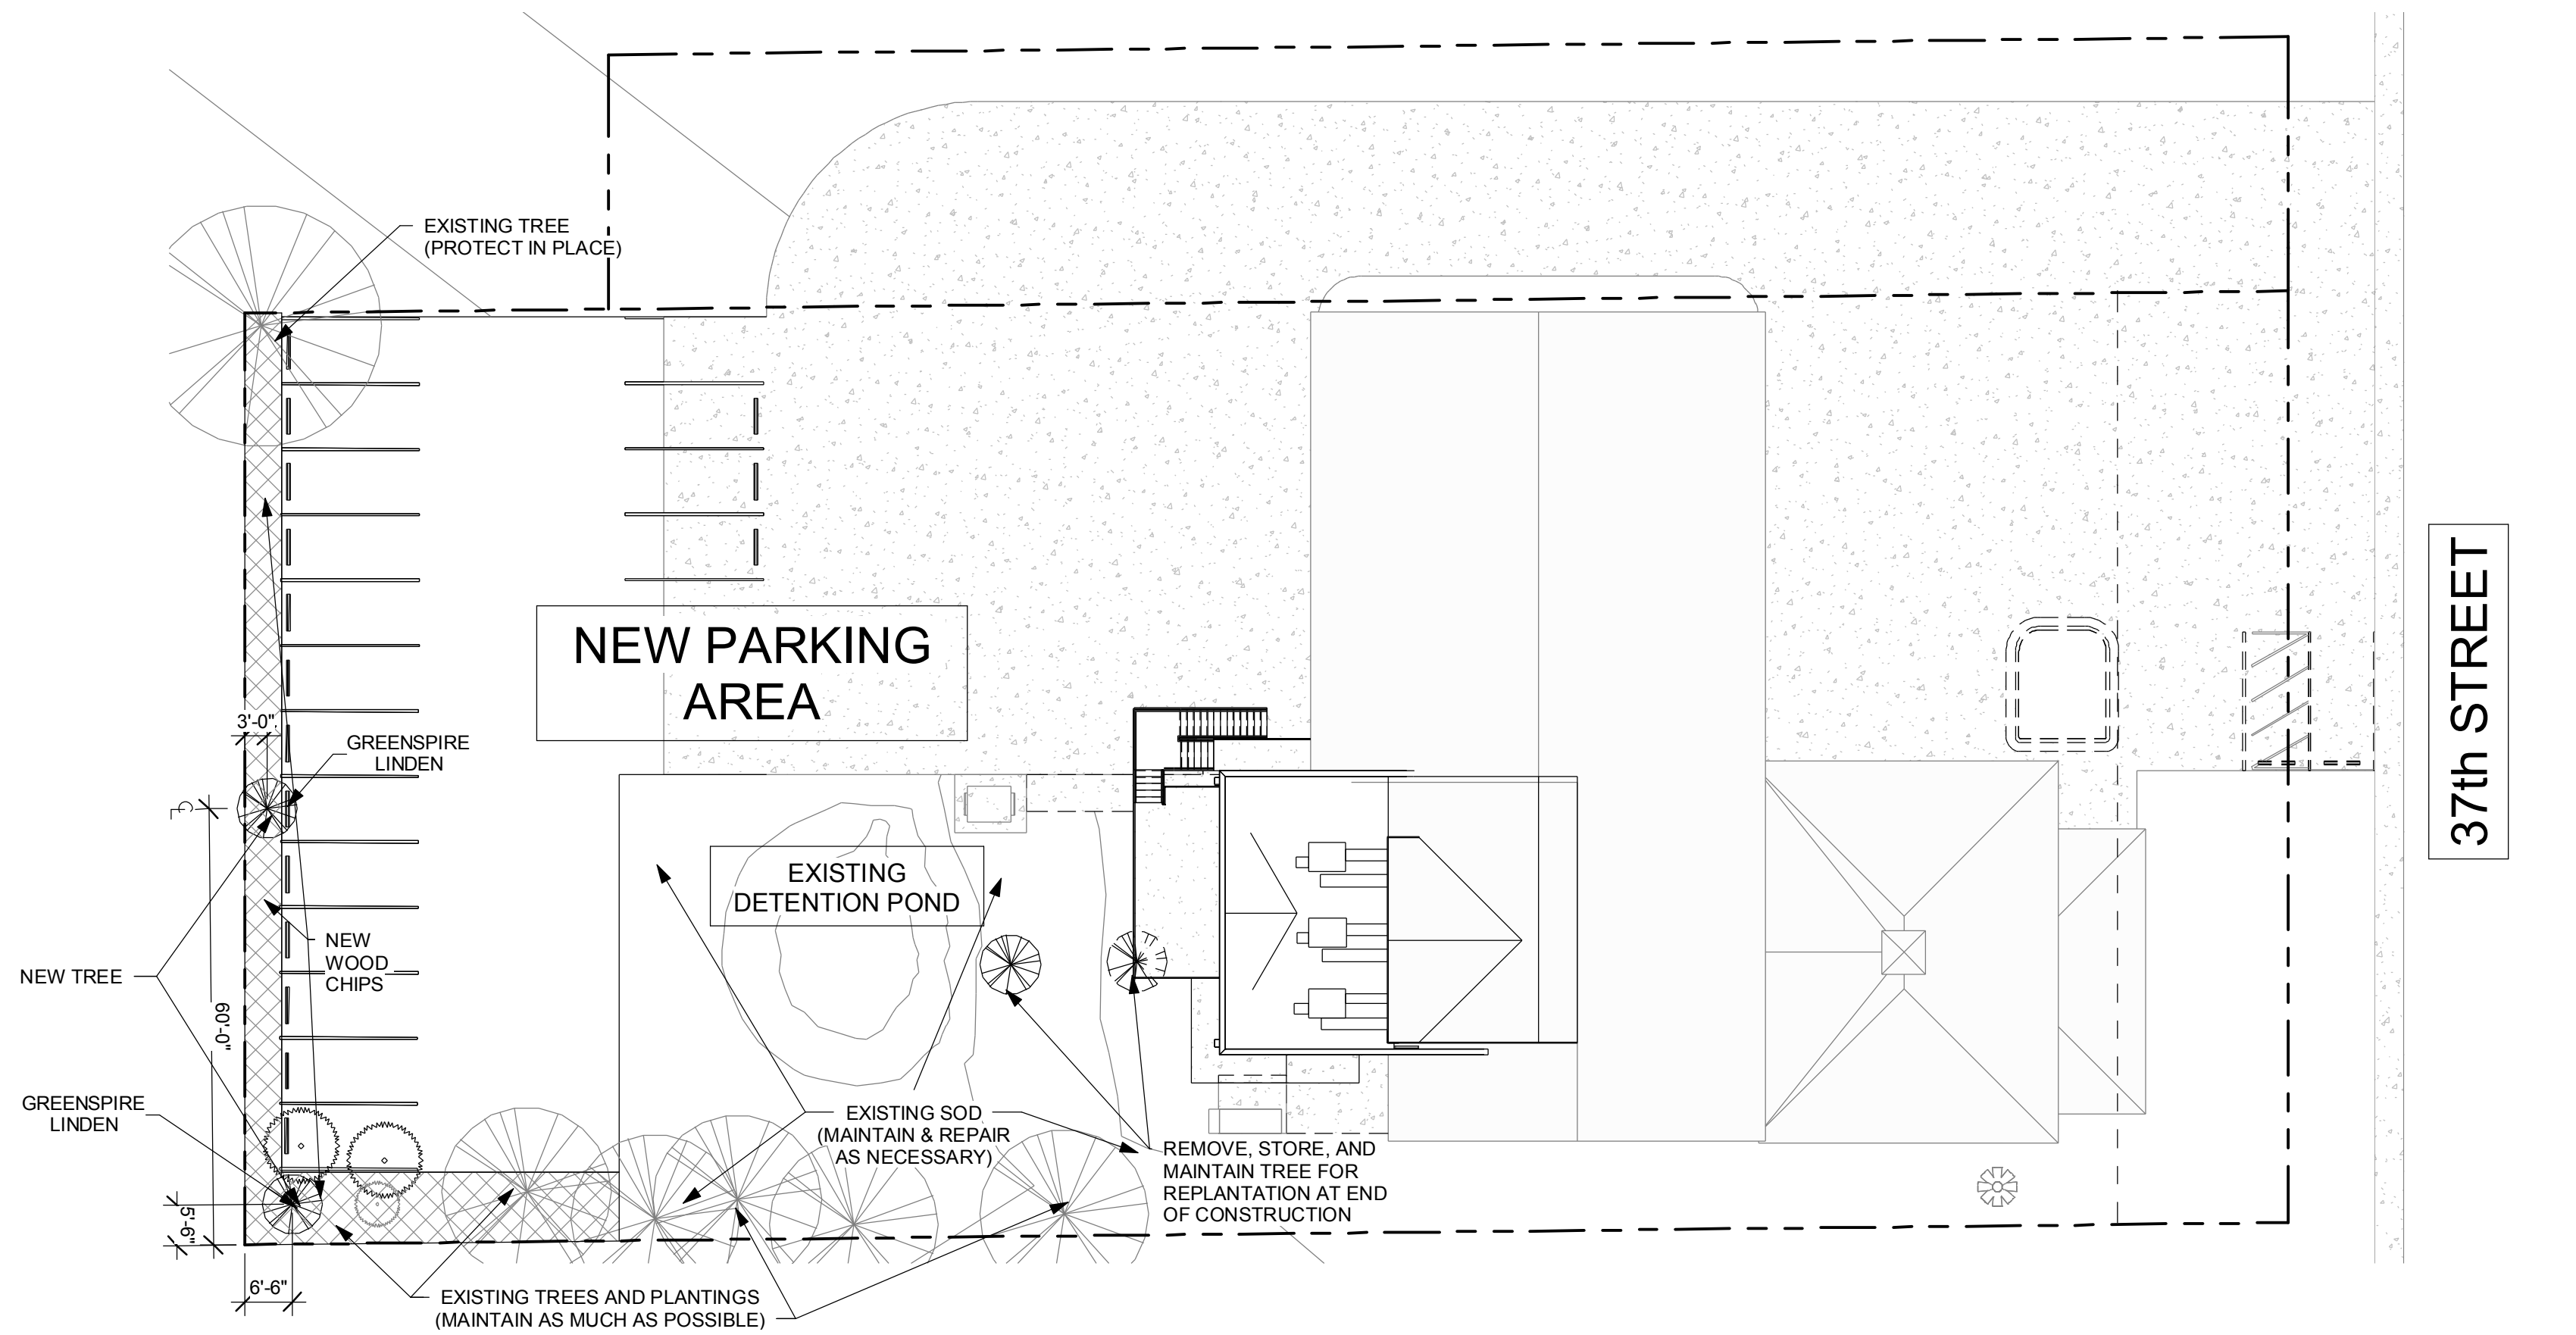 EXISTING TREE
(PROTECT IN PLACE)
NEW PARKING
AREA
37th STREET
3'-0"
GREENSPIRE
LINDEN
CL
EXISTING
DETENTION POND
NEW
WOOD
CHIPS
NEW TREE
60'-0"
GREENSPIRE
LINDEN
EXISTING SOD
(MAINTAIN & REPAIR
AS NECESSARY)
REMOVE, STORE, AND
MAINTAIN TREE FOR
REPLANTATION AT END
OF CONSTRUCTION
5'-6"
6'-6"
EXISTING TREES AND PLANTINGS
(MAINTAIN AS MUCH AS POSSIBLE)